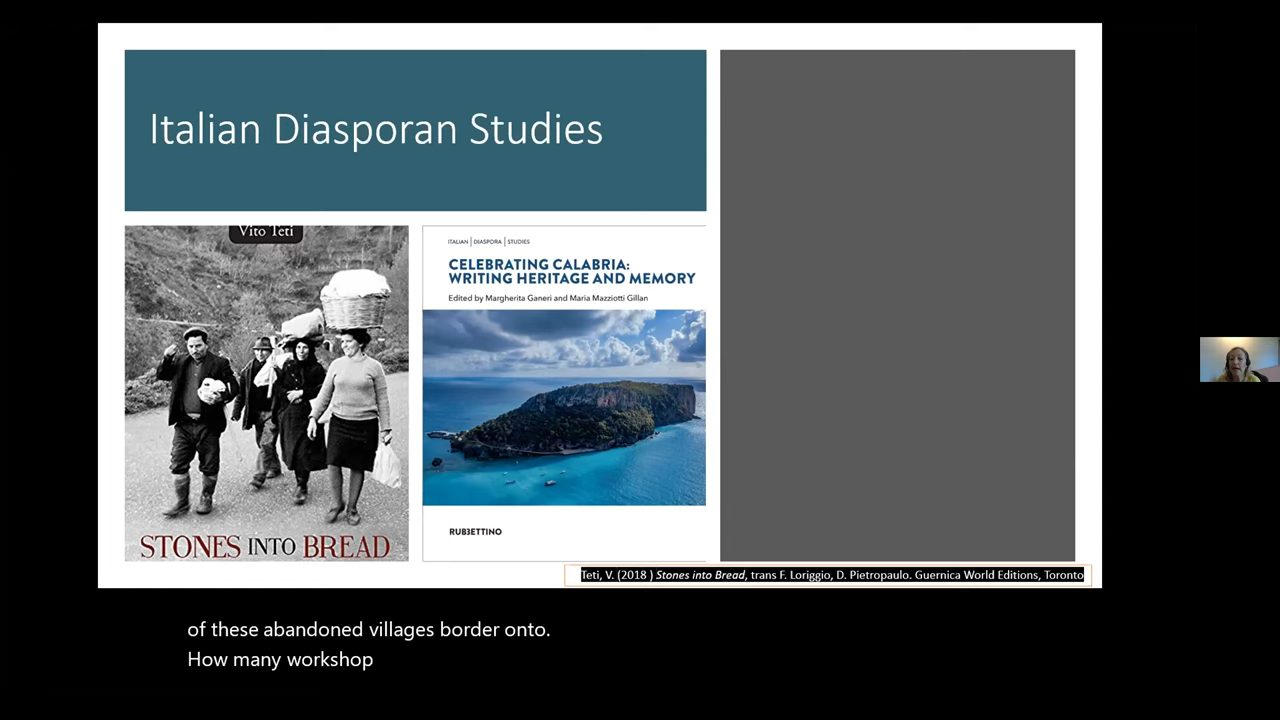 Italian Diasporan Studies
Vito Teti
STONES INTO BREAD
ITALIAN | DIASPORA | STUDIES
CELEBRATING CALABRIA:
WRITING HERITAGE AND MEMORY
Edited by Margherita Ganeri and Maria Mazziotti Gillan
RUBBETTINO
Teti, V. (2018 ) Stones into Bread, trans F. Loriggio, D. Pietropaulo. Guernica World Editions, Toronto
of these abandoned villages border onto.
How many workshop